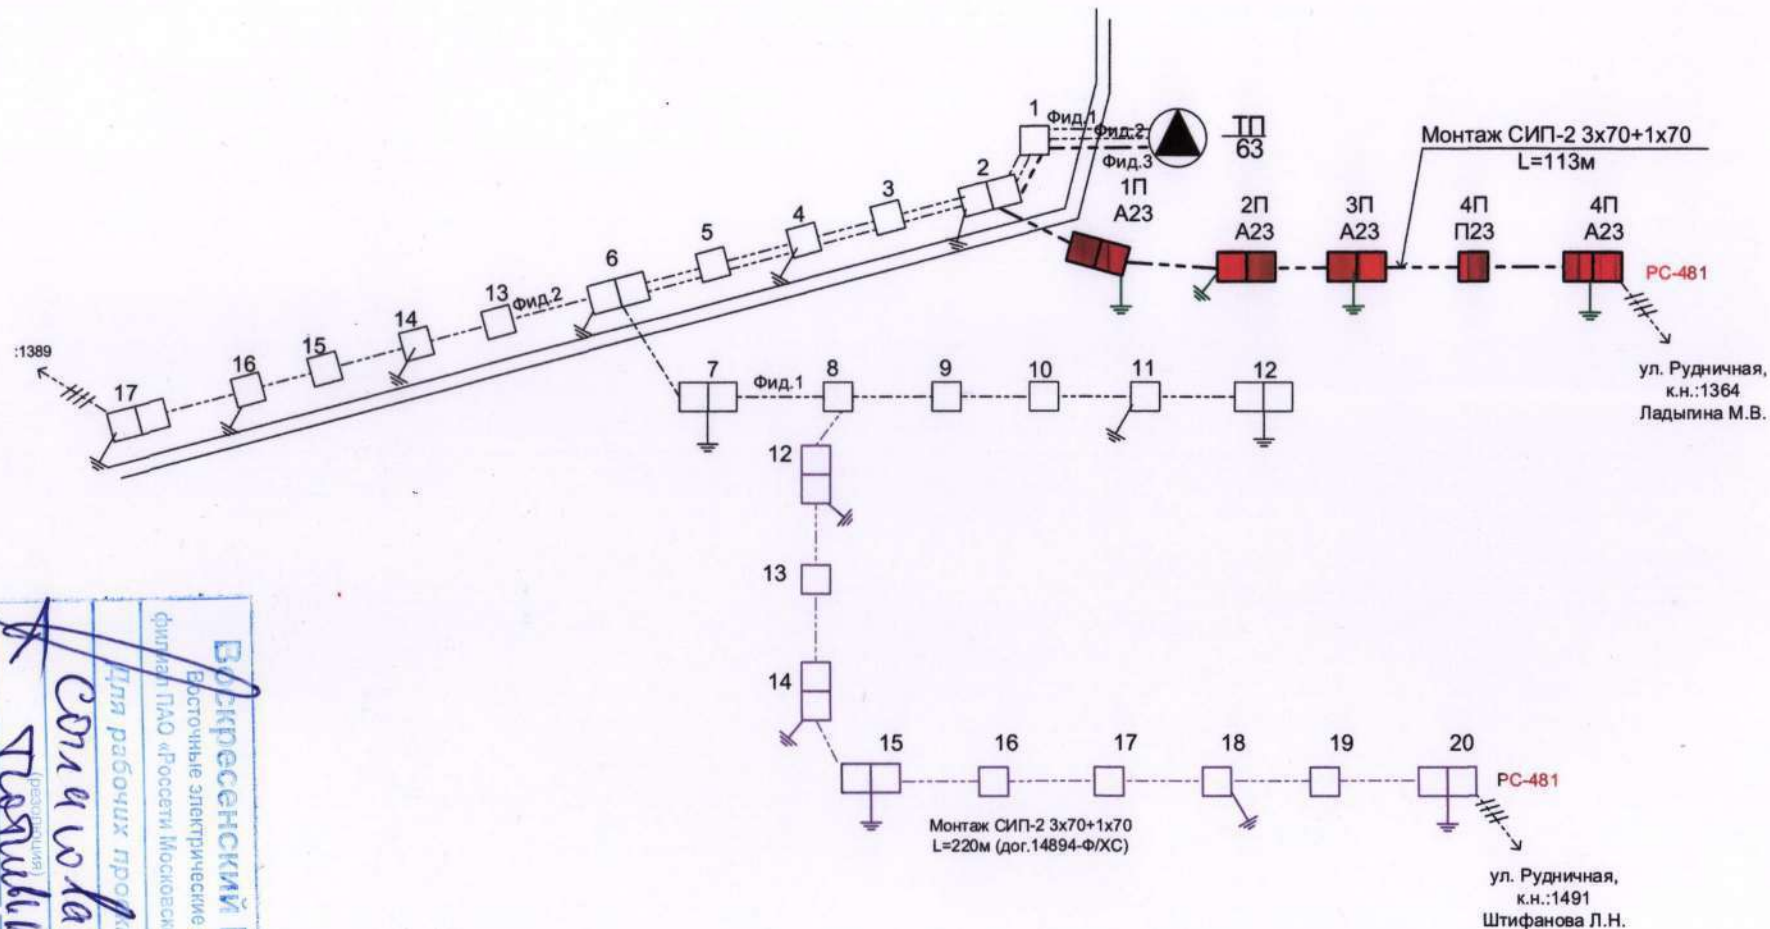 1
Фид.1
Фид.2
Фид.3
ТП
63
Монтаж СИП-2 3х70+1х70
L=113м
2
3
4
5
6
1П
А23
2П
А23
3П
А23
4П
П23
4П
А23
РС-481
13
Фид.2
14
15
16
17
:1389
ул. Рудничная,
к.н.:1364
Ладыгина М.В.
7
Фид.1
8
9
10
11
12
12
13
14
15
16
17
18
19
20
РС-481
Монтаж СИП-2 3х70+1х70
L=220м (дог.14894-Ф/ХС)
ул. Рудничная,
к.н.:1491
Штифанова Л.Н.
Воскресенский
Восточные электрические
филиал ПАО «Россети Московск
Для рабочих
(резолюция)